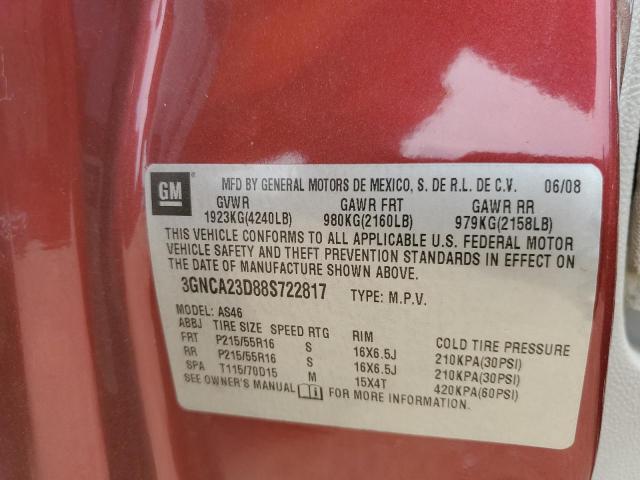 GM
MFD BY GENERAL MOTORS DE MEXICO, S. DE R.L. DE C.V. 06/08
GVWR GAWR FRT GAWR RR
1923KG(4240LB) 980KG(2160LB) 979KG(2158LB)
THIS VEHICLE CONFORMS TO ALL APPLICABLE U.S. FEDERAL MOTOR
VEHICLE SAFETY AND THEFT PREVENTION STANDARDS IN EFFECT ON
THE DATE OF MANUFACTURE SHOWN ABOVE.
3GNCA23D88S722817 TYPE: M.P.V.
MODEL: AS46
ABBJ TIRE SIZE SPEED RTG RIM COLD TIRE PRESSURE
FRT P215/55R16 S 16X6.5J 210KPA(30PSI)
RR P215/55R16 S 16X6.5J 210KPA(30PSI)
SPA T115/70D15 M 15X4T 420KPA(60PSI)
SEE OWNER'S MANUAL FOR MORE INFORMATION.